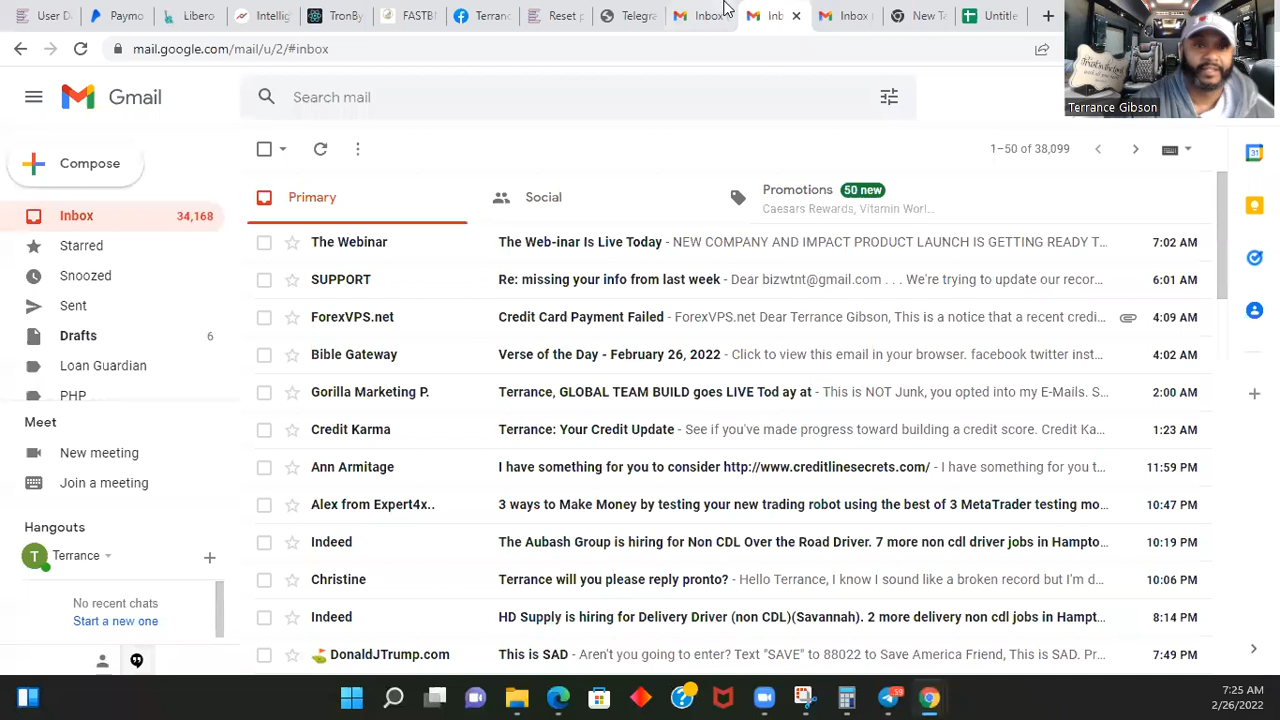 User D
Paymo
Libero
Intellig
TronBy
FASTBI
Terran
Reset
Telegra
Inbo
Inb
Inbox
New Ta
Untitle
mail.google.com/mail/u/2/#inbox
Terrance Gibson
Gmail
Search mail
Compose
1–50 of 38,099
Primary
Social
Promotions 50 new
Caesars Rewards, Vitamin Worl...
Inbox 34,168
Starred
Snoozed
Sent
Drafts 6
Loan Guardian
PHP
Meet
New meeting
Join a meeting
Hangouts
T Terrance
No recent chats
Start a new one
The Webinar The Web-inar Is Live Today - NEW COMPANY AND IMPACT PRODUCT LAUNCH IS GETTING READY T... 7:02 AM
SUPPORT Re: missing your info from last week - Dear bizwtnt@gmail.com . . . We're trying to update our recor... 6:01 AM
ForexVPS.net Credit Card Payment Failed - ForexVPS.net Dear Terrance Gibson, This is a notice that a recent credi... 4:09 AM
Bible Gateway Verse of the Day - February 26, 2022 - Click to view this email in your browser. facebook twitter inst... 4:02 AM
Gorilla Marketing P. Terrance, GLOBAL TEAM BUILD goes LIVE Tod ay at - This is NOT Junk, you opted into my E-Mails. S... 2:00 AM
Credit Karma Terrance: Your Credit Update - See if you've made progress toward building a credit score. Credit Ka... 1:23 AM
Ann Armitage I have something for you to consider http://www.creditlinesecrets.com/ - I have something for you t... 11:59 PM
Alex from Expert4x.. 3 ways to Make Money by testing your new trading robot using the best of 3 MetaTrader testing mo... 10:47 PM
Indeed The Aubash Group is hiring for Non CDL Over the Road Driver. 7 more non cdl driver jobs in Hampto... 10:19 PM
Christine Terrance will you please reply pronto? - Hello Terrance, I know I sound like a broken record but I'm d... 10:06 PM
Indeed HD Supply is hiring for Delivery Driver (non CDL)(Savannah). 2 more delivery non cdl jobs in Hampt... 8:14 PM
DonaldJTrump.com This is SAD - Aren't you going to enter? Text "SAVE" to 88022 to Save America Friend, This is SAD. Pr... 7:49 PM
31
59
7:25 AM
2/26/2022